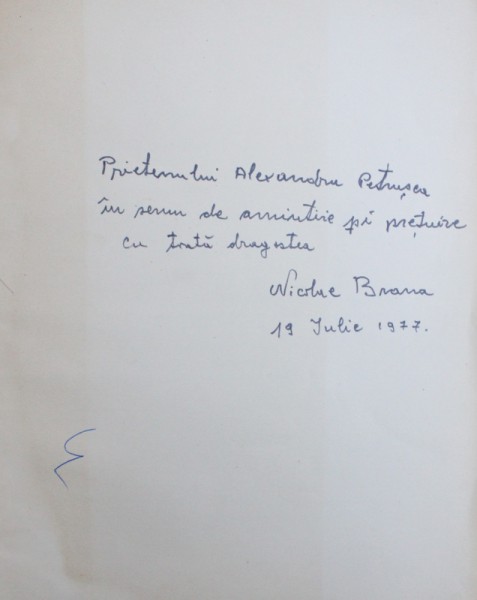 Prietenului Alexandru Petrușca
în semn de amintire și prețuire
cu toată dragostea
Nicolae Brana
19 Iulie 1977.